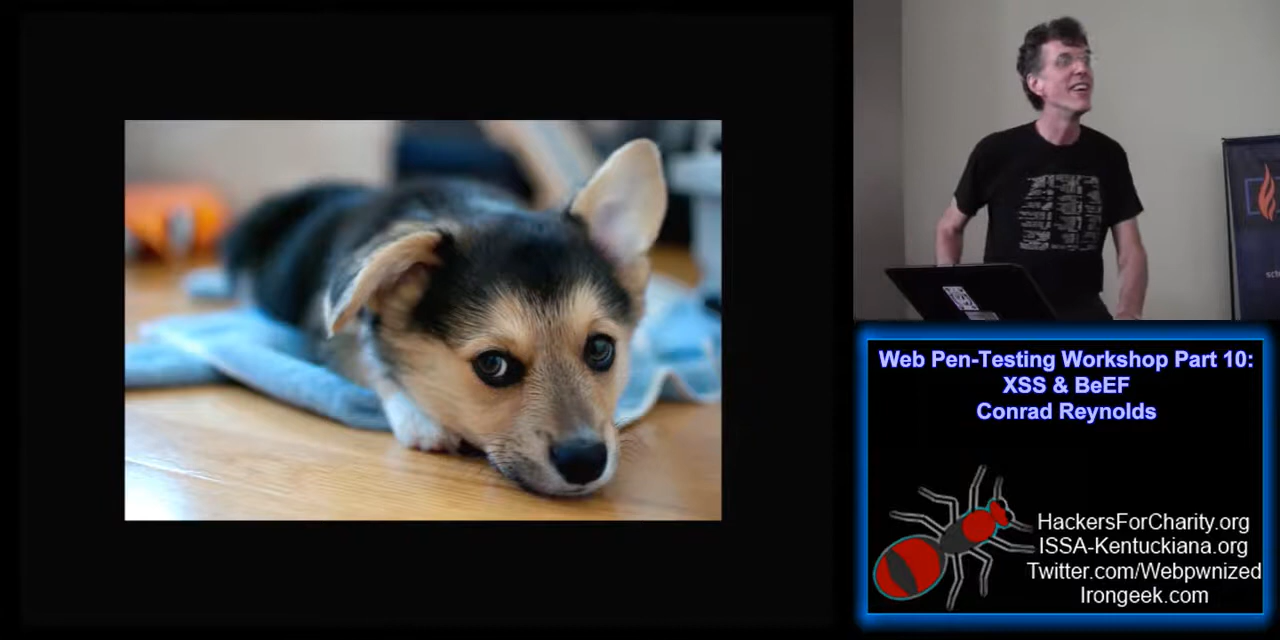 Web Pen-Testing Workshop Part 10:
XSS & BeEF
Conrad Reynolds
HackersForCharity.org
ISSA-Kentuckiana.org
Twitter.com/Webpwnized
Irongeek.com